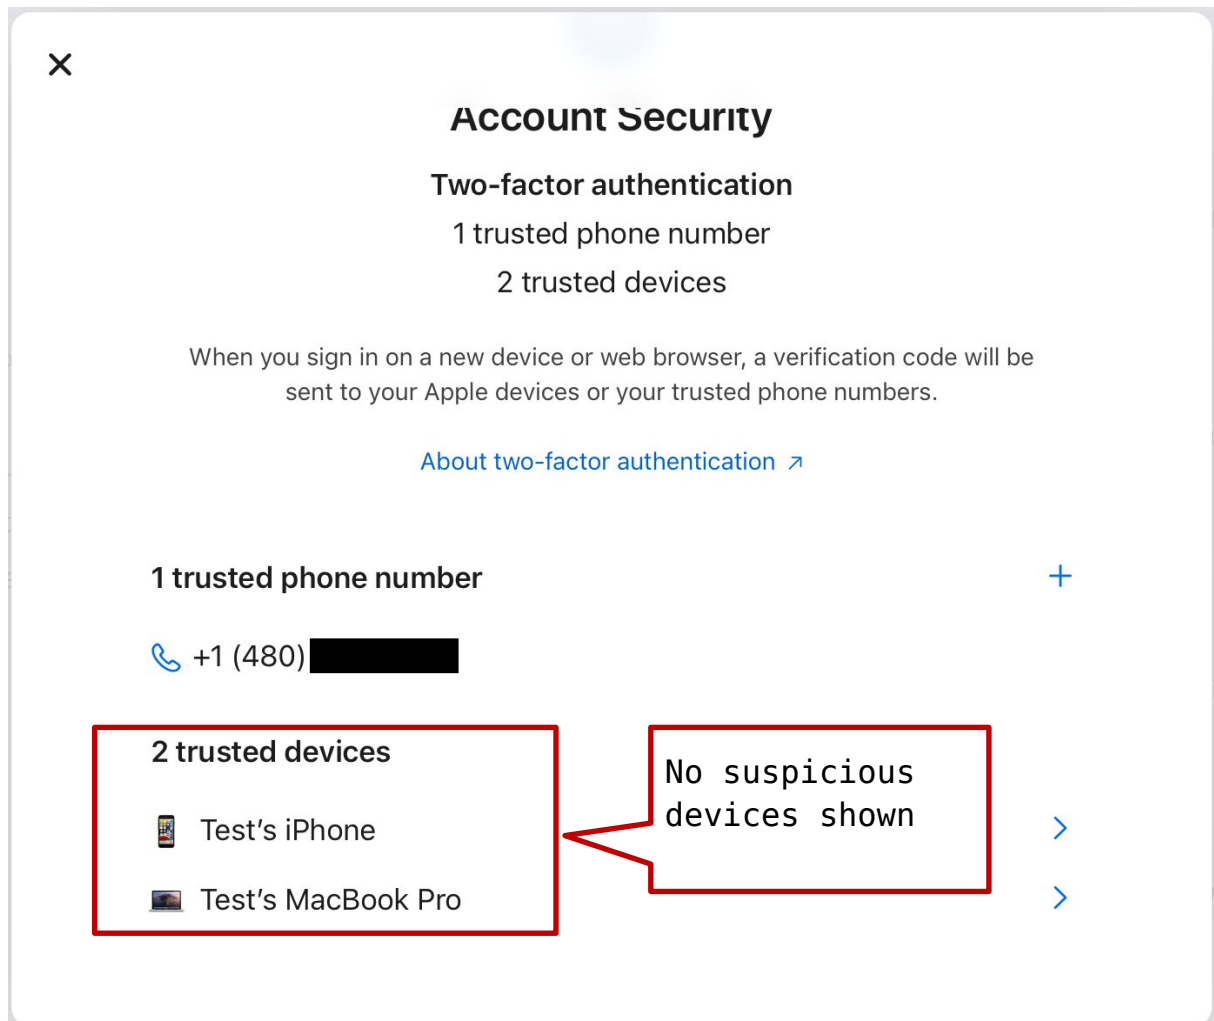 Account Security
Two-factor authentication
1 trusted phone number
2 trusted devices
When you sign in on a new device or web browser, a verification code will be
sent to your Apple devices or your trusted phone numbers.
About two-factor authentication ↗
1 trusted phone number
+
+1 (480)
2 trusted devices
Test’s iPhone
Test’s MacBook Pro
No suspicious
devices shown